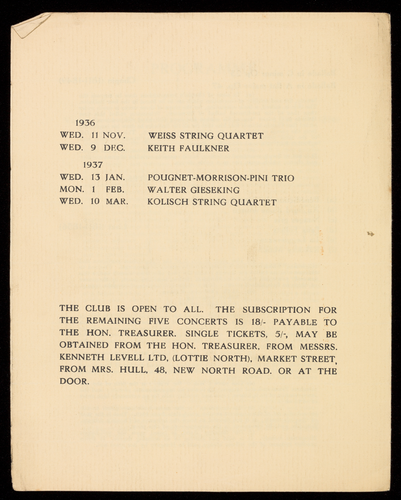 1936
WED. 11 NOV. WEISS STRING QUARTET
WED. 9 DEC. KEITH FAULKNER
1937
WED. 13 JAN. POUGNET-MORRISON-PINI TRIO
MON. 1 FEB. WALTER GIESEKING
WED. 10 MAR. KOLISCH STRING QUARTET
THE CLUB IS OPEN TO ALL. THE SUBSCRIPTION FOR
THE REMAINING FIVE CONCERTS IS 18/- PAYABLE TO
THE HON. TREASURER. SINGLE TICKETS, 5/-, MAY BE
OBTAINED FROM THE HON. TREASURER, FROM MESSRS.
KENNETH LEVELL LTD, (LOTTIE NORTH), MARKET STREET,
FROM MRS. HULL, 48, NEW NORTH ROAD. OR AT THE
DOOR.